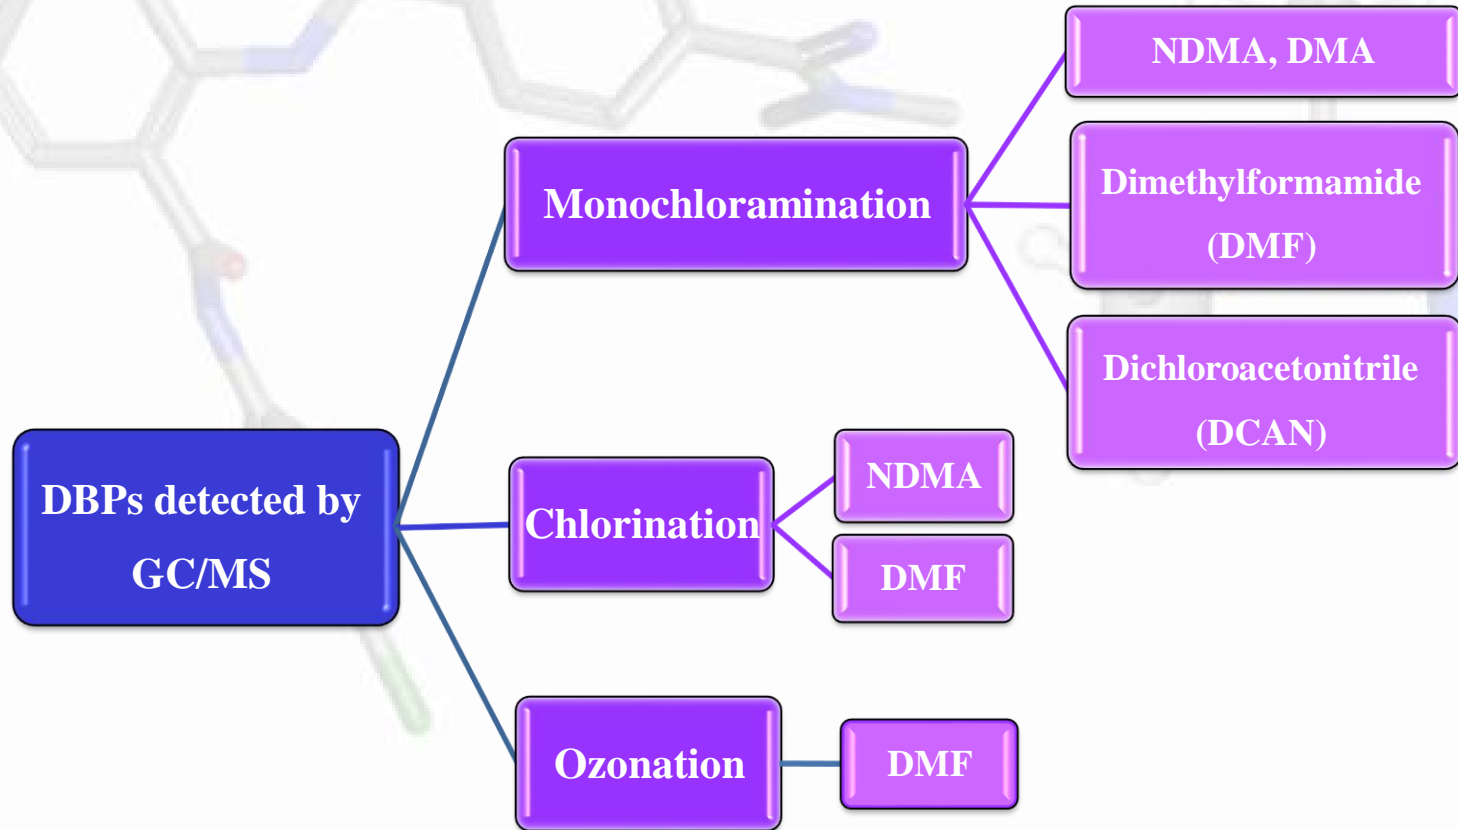 NDMA, DMA
Monochloramination
Dimethylformamide
(DMF)
Dichloroacetonitrile
(DCAN)
DBPs detected by
GC/MS
Chlorination
NDMA
DMF
Ozonation
DMF